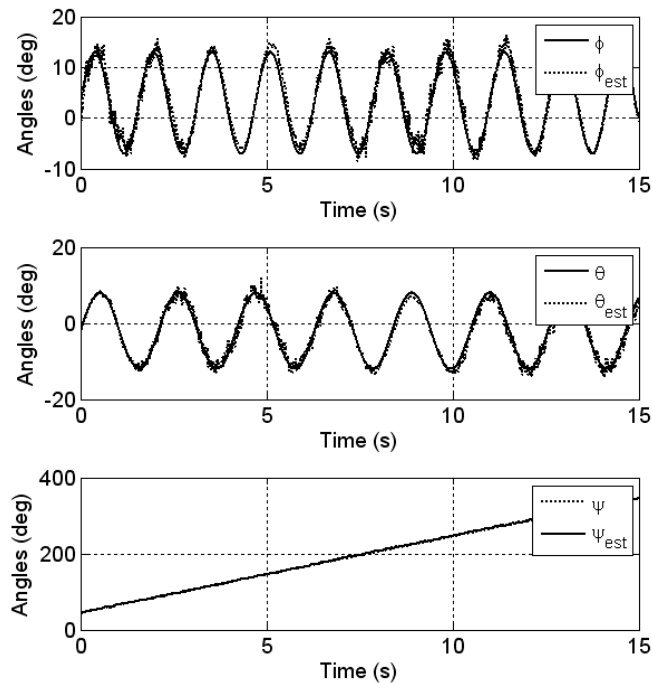 20
10
0
-10
Angles (deg)
0 5 10 15
Time (s)
ϕ
ϕest
20
0
-20
Angles (deg)
0 5 10 15
Time (s)
θ
θest
400
200
0
Angles (deg)
0 5 10 15
Time (s)
ψ
ψest